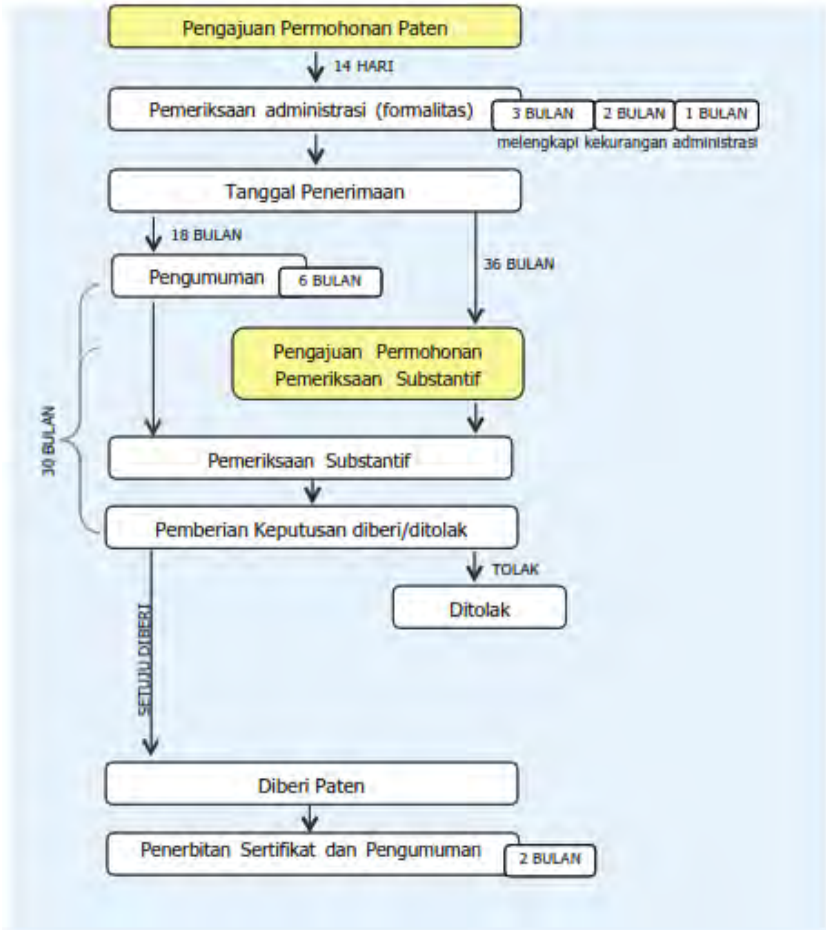 Pengajuan Permohonan Paten
14 HARI
Pemeriksaan administrasi (formalitas)
3 BULAN
2 BULAN
1 BULAN
melengkapi kekurangan administrasi
Tanggal Penerimaan
18 BULAN
36 BULAN
Pengumuman
6 BULAN
Pengajuan Permohonan
Pemeriksaan Substantif
30 BULAN
Pemeriksaan Substantif
Pemberian Keputusan diberi/ditolak
TOLAK
Ditolak
SETUJU DIBERI
Diberi Paten
Penerbitan Sertifikat dan Pengumuman
2 BULAN